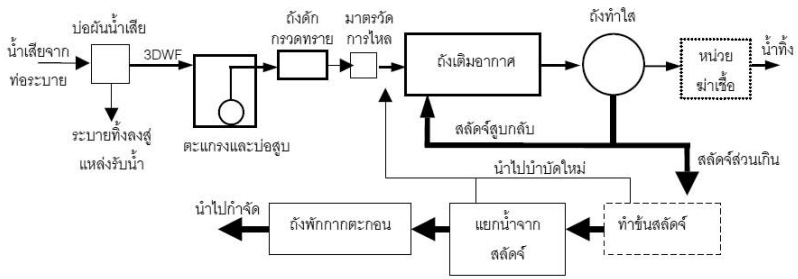 น้ำเสียจาก
ท่อระบาย
บ่อผันน้ำเสีย
3DWF
ระบายทิ้งลงสู่
แหล่งรับน้ำ
ตะแกรงและบ่อสูบ
ถังดัก
กรวดทราย
มาตรวัด
การไหล
ถังเติมอากาศ
ถังทำใส
หน่วย
ฆ่าเชื้อ
น้ำทิ้ง
สลัดจ์สูบกลับ
สลัดจ์ส่วนเกิน
นำไปบำบัดใหม่
ทำข้นสลัดจ์
แยกน้ำจาก
สลัดจ์
ถังพักกากตะกอน
นำไปกำจัด